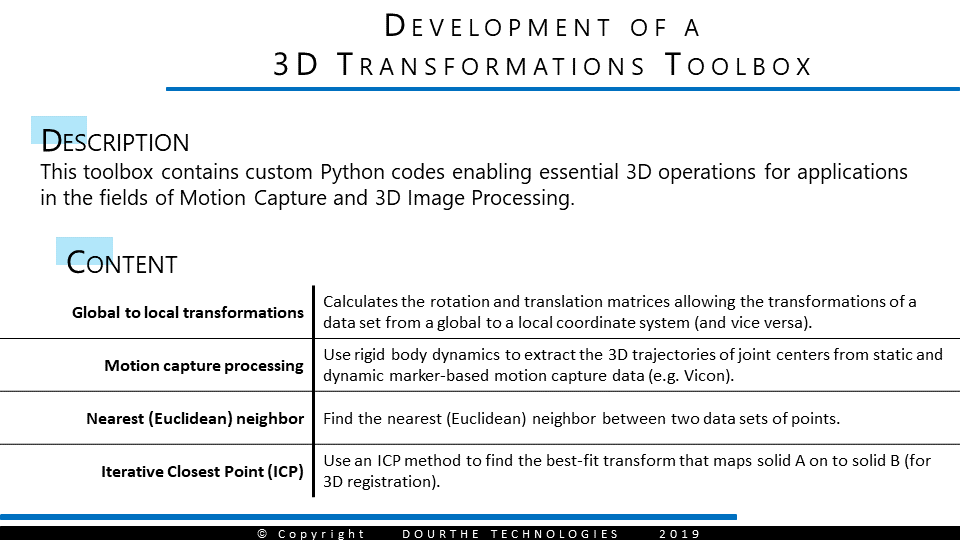 Development of a
3D Transformations Toolbox
Description
This toolbox contains custom Python codes enabling essential 3D operations for applications
in the fields of Motion Capture and 3D Image Processing.
Content
Global to local transformations
Calculates the rotation and translation matrices allowing the transformations of a
data set from a global to a local coordinate system (and vice versa).
Motion capture processing
Use rigid body dynamics to extract the 3D trajectories of joint centers from static and
dynamic marker-based motion capture data (e.g. Vicon).
Nearest (Euclidean) neighbor
Find the nearest (Euclidean) neighbor between two data sets of points.
Iterative Closest Point (ICP)
Use an ICP method to find the best-fit transform that maps solid A on to solid B (for
3D registration).
© Copyright DOURTHE TECHNOLOGIES 2019